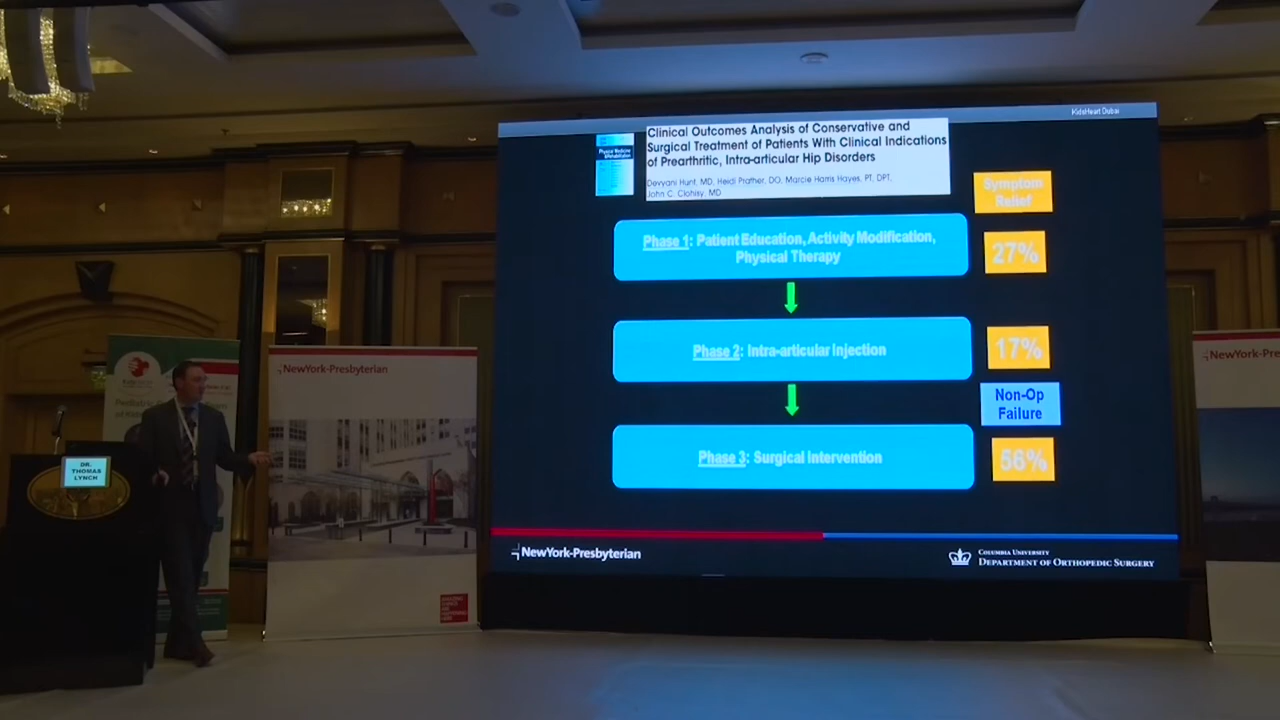 KidsHeart Dubai
Clinical Outcomes Analysis of Conservative and
Surgical Treatment of Patients With Clinical Indications
of Prearthritic, Intra-articular Hip Disorders
Devyani Hunt, MD, Heidi Prather, DO, Marcie Harris Hayes, PT, DPT,
John C. Clohisy, MD
Symptom
Relief
Phase 1: Patient Education, Activity Modification,
Physical Therapy
27%
Phase 2: Intra-articular Injection
17%
Non-Op
Failure
Phase 3: Surgical Intervention
56%
NewYork-Presbyterian
COLUMBIA UNIVERSITY
DEPARTMENT OF ORTHOPEDIC SURGERY
NewYork-Presbyterian
DR.
THOMAS
LYNCH
NewYork-Pres